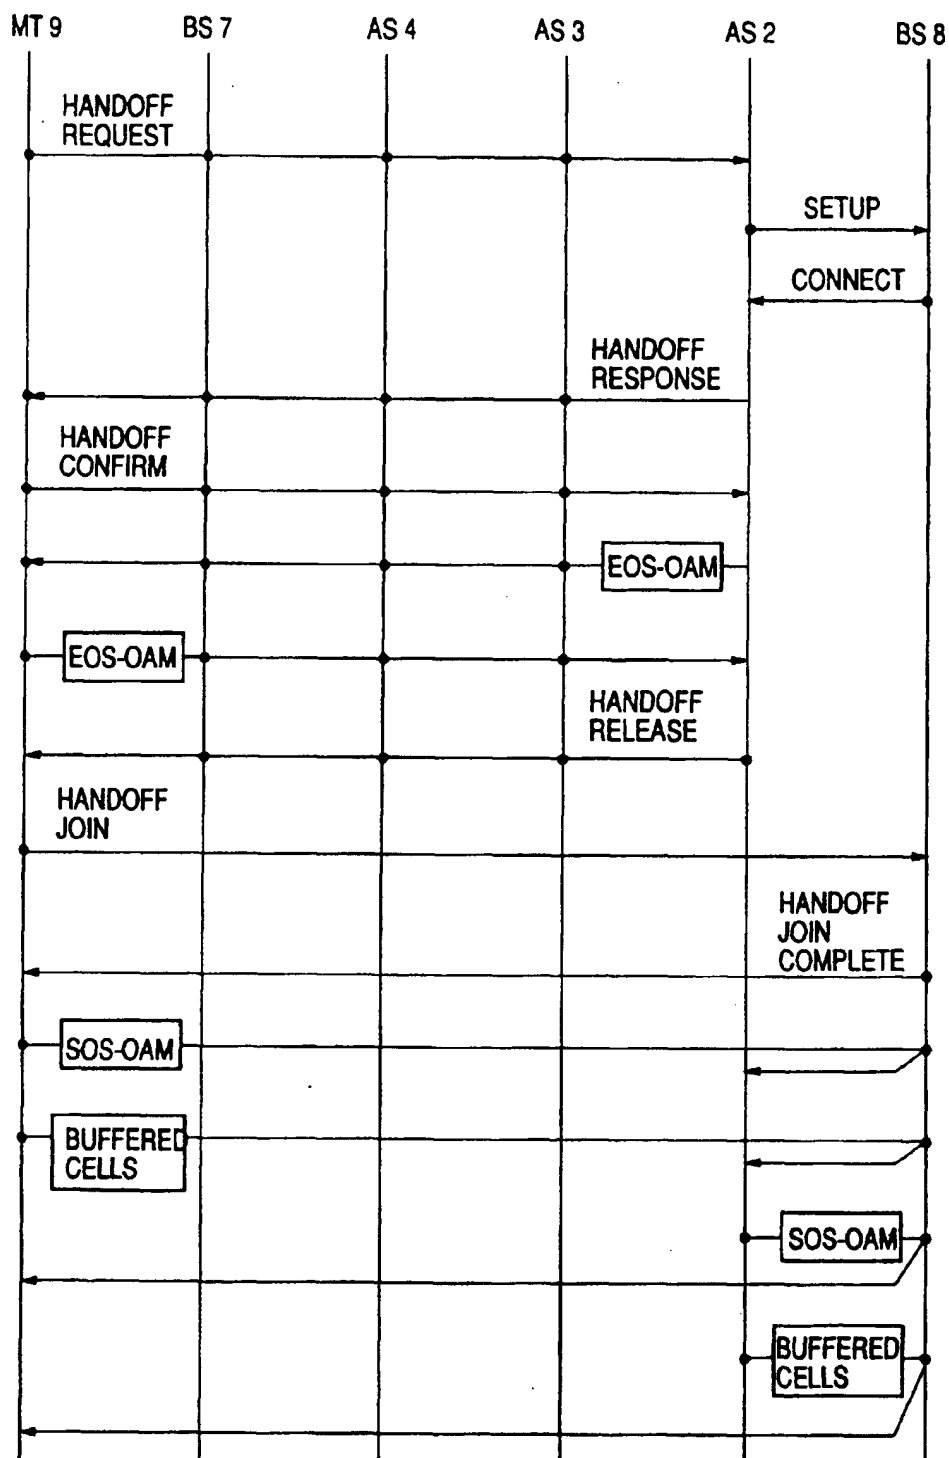 MT 9 BS 7 AS 4 AS 3 AS 2 BS 8
HANDOFF
REQUEST
SETUP
CONNECT
HANDOFF
RESPONSE
HANDOFF
CONFIRM
EOS-OAM
EOS-OAM
HANDOFF
RELEASE
HANDOFF
JOIN
HANDOFF
JOIN
COMPLETE
SOS-OAM
BUFFERED
CELLS
SOS-OAM
BUFFERED
CELLS